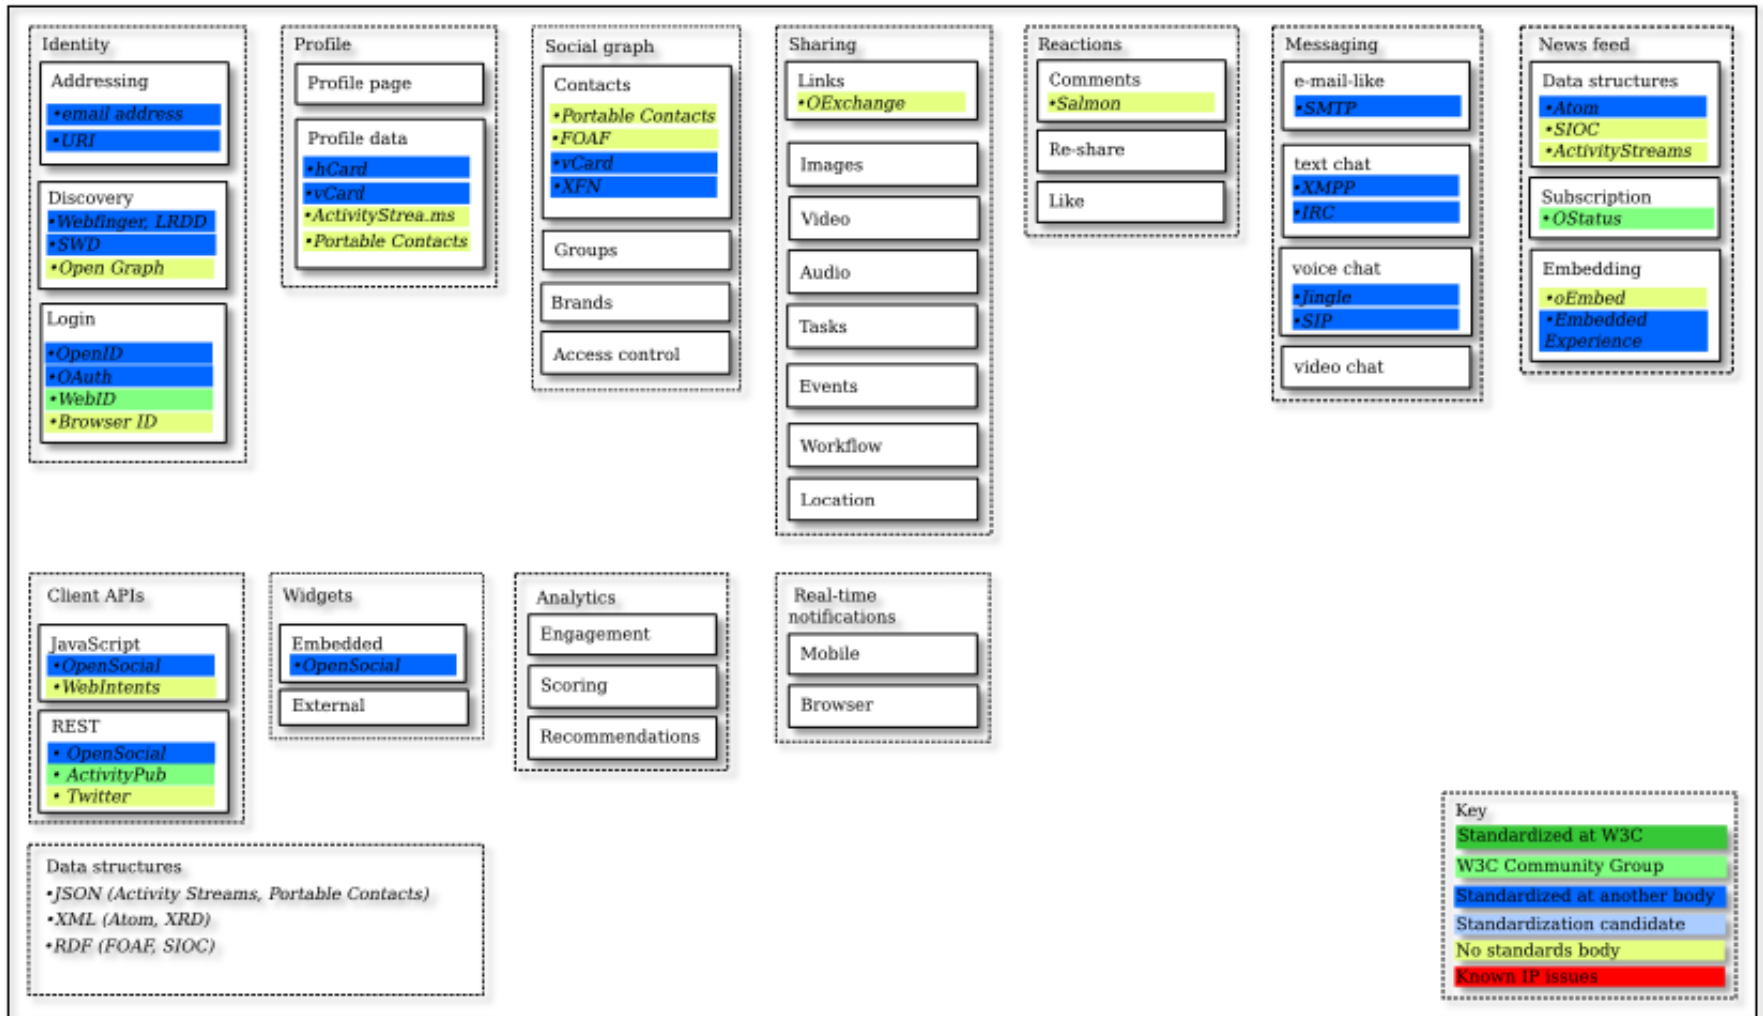 Identity
Addressing
•email address
•URI
Discovery
•Webfinger, LRDD
•SWD
•Open Graph
Login
•OpenID
•OAuth
•WebID
•Browser ID
Profile
Profile page
Profile data
•hCard
•vCard
•ActivityStrea.ms
•Portable Contacts
Social graph
Contacts
•Portable Contacts
•FOAF
•vCard
•XFN
Groups
Brands
Access control
Sharing
Links
•OExchange
Images
Video
Audio
Tasks
Events
Workflow
Location
Reactions
Comments
•Salmon
Re-share
Like
Messaging
e-mail-like
•SMTP
text chat
•XMPP
•IRC
voice chat
•Jingle
•SIP
video chat
News feed
Data structures
•Atom
•SIOC
•ActivityStreams
Subscription
•OStatus
Embedding
•oEmbed
•Embedded
Experience
Client APIs
JavaScript
•OpenSocial
•WebIntents
REST
• OpenSocial
• ActivityPub
• Twitter
Widgets
Embedded
•OpenSocial
External
Analytics
Engagement
Scoring
Recommendations
Real-time
notifications
Mobile
Browser
Data structures
•JSON (Activity Streams, Portable Contacts)
•XML (Atom, XRD)
•RDF (FOAF, SIOC)
Key
Standardized at W3C
W3C Community Group
Standardized at another body
Standardization candidate
No standards body
Known IP issues